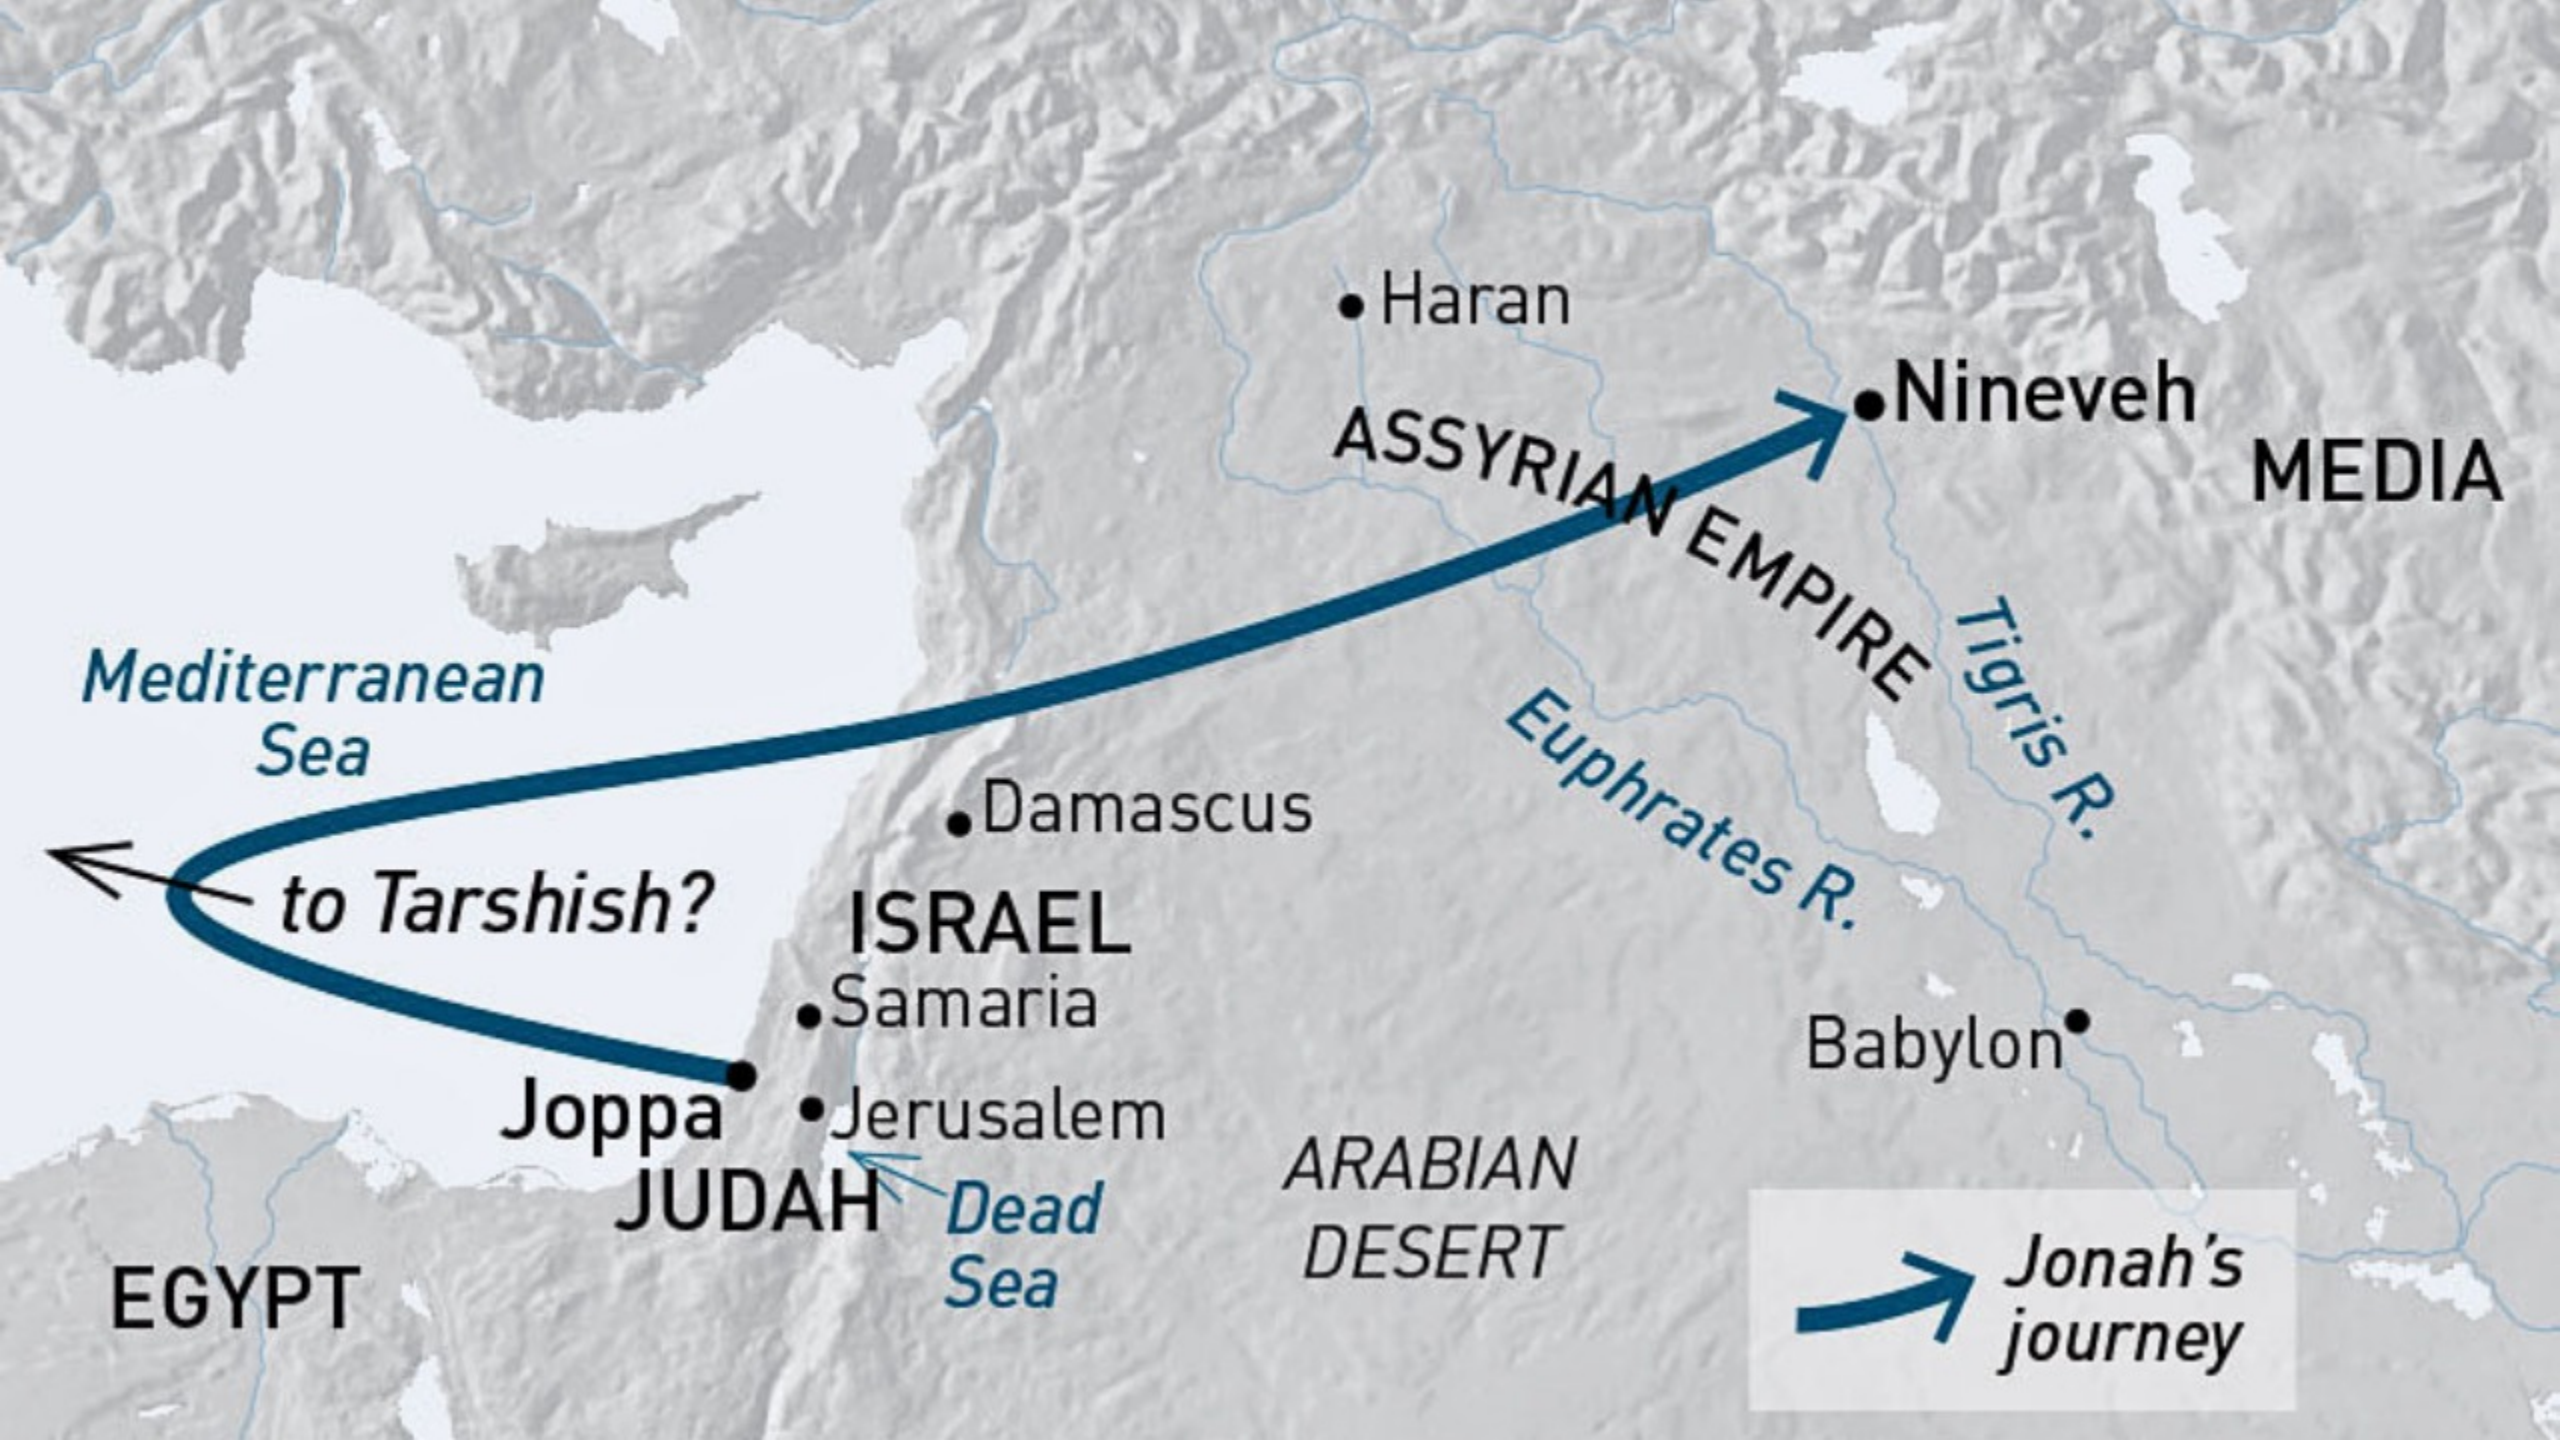 Haran
Nineveh
ASSYRIAN EMPIRE
MEDIA
Tigris R.
Mediterranean
Sea
Euphrates R.
Damascus
to Tarshish?
ISRAEL
Samaria
Babylon
Joppa
Jerusalem
JUDAH
Dead
Sea
ARABIAN
DESERT
EGYPT
Jonah’s
journey